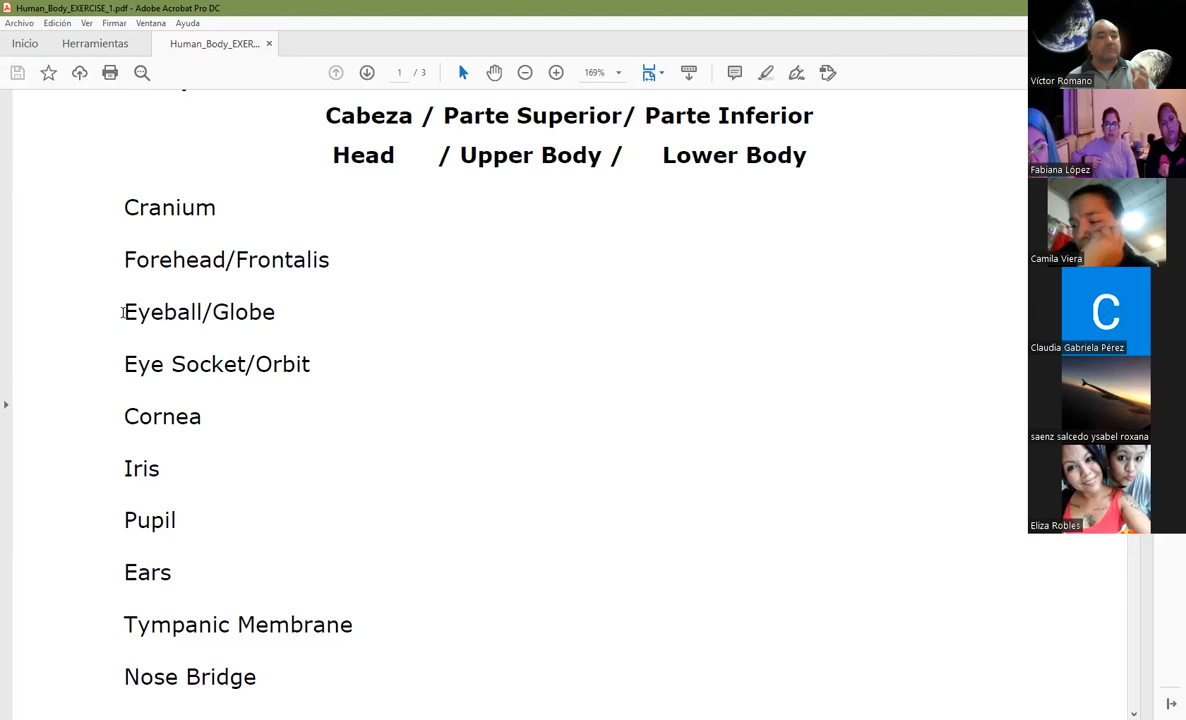 Human_Body_EXERCISE_1.pdf - Adobe Acrobat Pro DC
Archivo Edición Ver Firmar Ventana Ayuda
Inicio Herramientas Human_Body_EXER... ×
1 / 3 169%
Cabeza / Parte Superior/ Parte Inferior
Head / Upper Body / Lower Body
Cranium
Forehead/Frontalis
Eyeball/Globe
Eye Socket/Orbit
Cornea
Iris
Pupil
Ears
Tympanic Membrane
Nose Bridge
Víctor Romano
Fabiana López
Camila Viera
C
Claudia Gabriela Pérez
saenz salcedo ysabel roxana
Eliza Robles